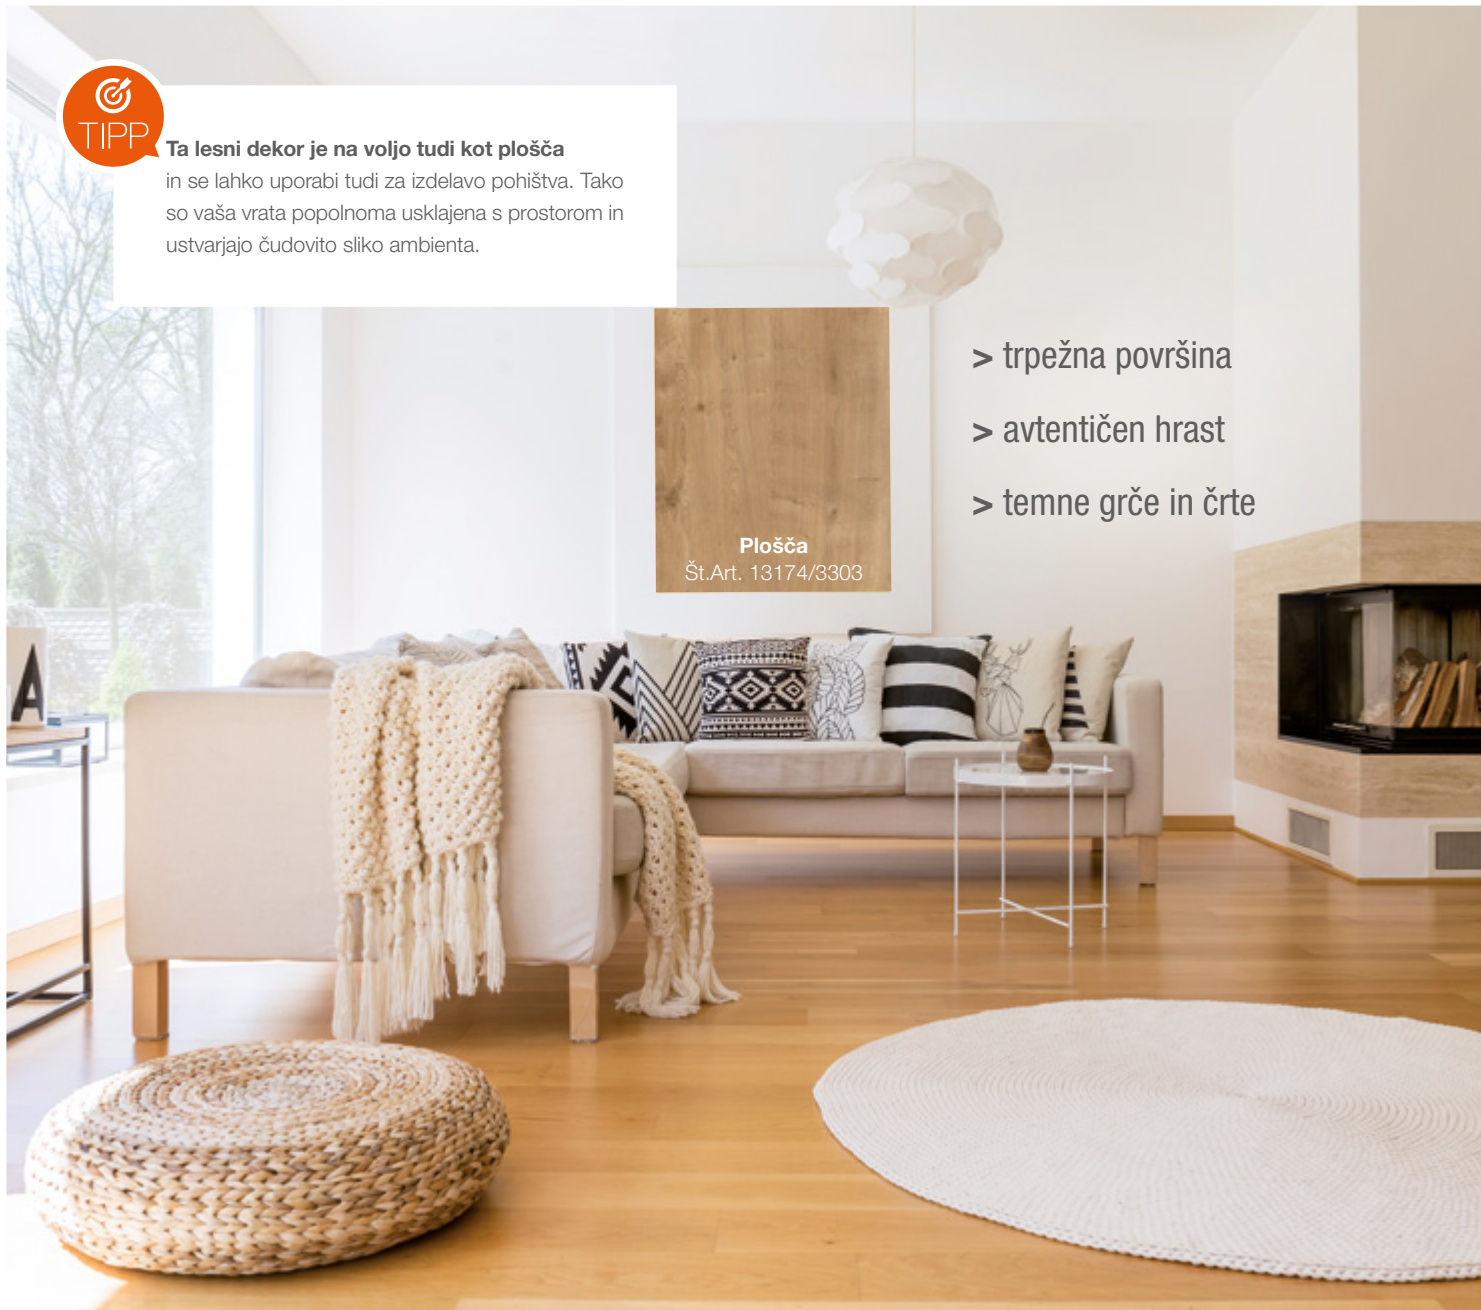 TIPP
Ta lesni dekor je na voljo tudi kot plošča
in se lahko uporabi tudi za izdelavo pohištva. Tako
so vaša vrata popolnoma usklajena s prostorom in
ustvarjajo čudovito sliko ambienta.
> trpežna površina
> avtentičen hrast
> temne grče in črte
Plošča
Št.Art. 13174/3303
A